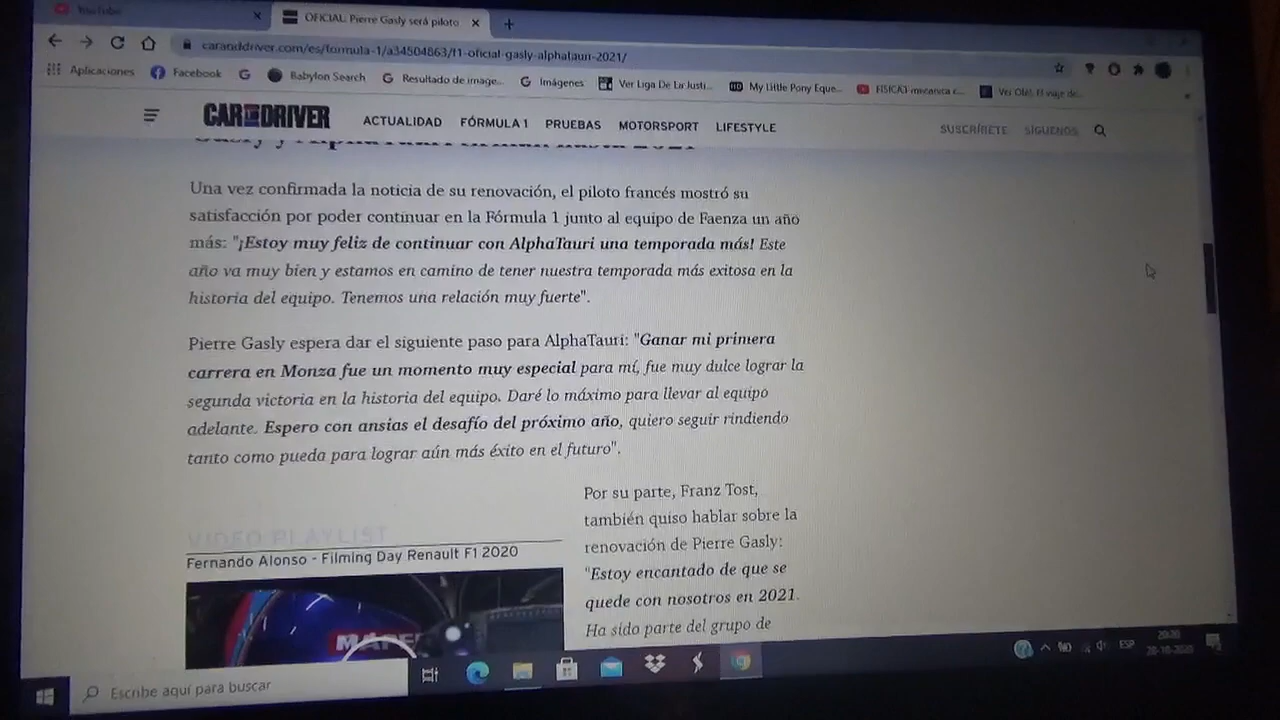 YouTube
OFICIAL: Pierre Gasly será piloto
caranddriver.com/es/formula-1/a34504863/f1-oficial-gasly-alphatauri-2021/
Aplicaciones Facebook Babylon Search Resultado de image... Imágenes Ver Liga De La Justi... My Little Pony Eque...
CAR AND DRIVER ACTUALIDAD FÓRMULA 1 PRUEBAS MOTORSPORT LIFESTYLE SUSCRÍBETE SÍGUENOS
Una vez confirmada la noticia de su renovación, el piloto francés mostró su
satisfacción por poder continuar en la Fórmula 1 junto al equipo de Faenza un año
más: "¡Estoy muy feliz de continuar con AlphaTauri una temporada más! Este
año va muy bien y estamos en camino de tener nuestra temporada más exitosa en la
historia del equipo. Tenemos una relación muy fuerte".
Pierre Gasly espera dar el siguiente paso para AlphaTauri: "Ganar mi primera
carrera en Monza fue un momento muy especial para mí, fue muy dulce lograr la
segunda victoria en la historia del equipo. Daré lo máximo para llevar al equipo
adelante. Espero con ansias el desafío del próximo año, quiero seguir rindiendo
tanto como pueda para lograr aún más éxito en el futuro".
VIDEO PLAYLIST
Fernando Alonso - Filming Day Renault F1 2020
Por su parte, Franz Tost,
también quiso hablar sobre la
renovación de Pierre Gasly:
"Estoy encantado de que se
quede con nosotros en 2021.
Ha sido parte del grupo de
Escribe aquí para buscar
ESP
20:20
28-10-2020